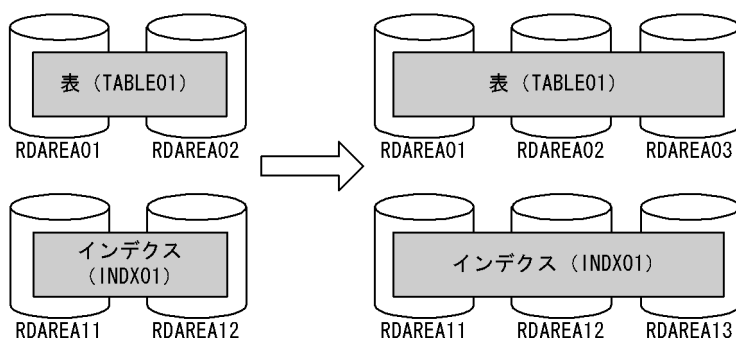 表（TABLE01）
RDAREA01 RDAREA02
インデクス
（INDX01）
RDAREA11 RDAREA12
表（TABLE01）
RDAREA01 RDAREA02 RDAREA03
インデクス（INDX01）
RDAREA11 RDAREA12 RDAREA13